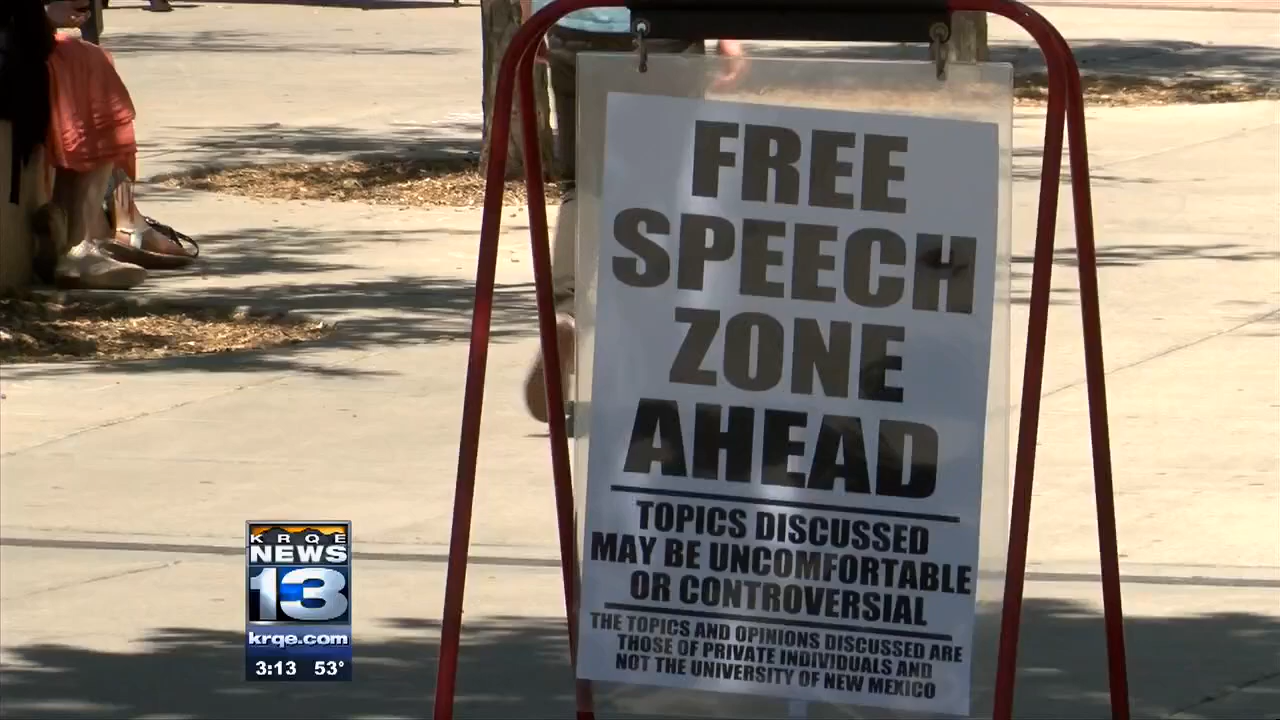 FREE
SPEECH
ZONE
AHEAD
TOPICS DISCUSSED
MAY BE UNCOMFORTABLE
OR CONTROVERSIAL
THE TOPICS AND OPINIONS DISCUSSED ARE
THOSE OF PRIVATE INDIVIDUALS AND
NOT THE UNIVERSITY OF NEW MEXICO
KRQE
NEWS
13
krqe.com
3:13 53°